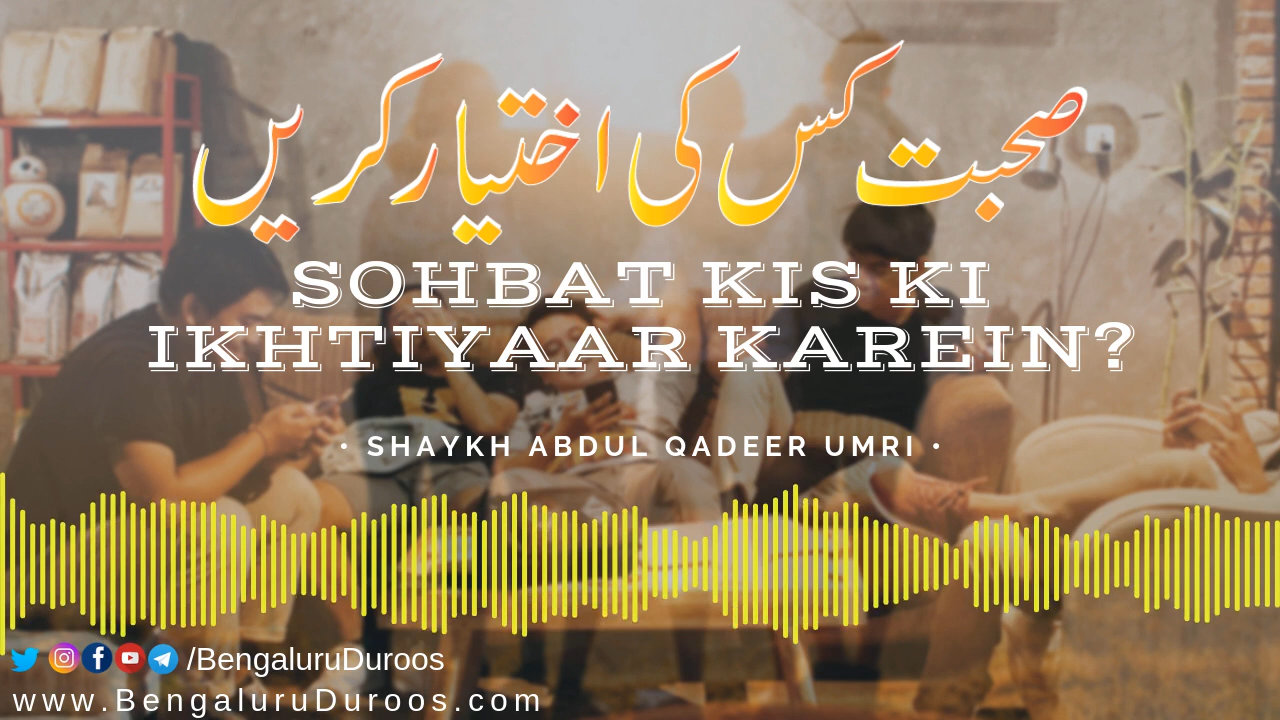 صحبت کس کی اختیار کریں
SOHBAT KIS KI
IKHTIYAAR KAREIN?
• SHAYKH ABDUL QADEER UMRI •
/BengaluruDuroos
www.BengaluruDuroos.com